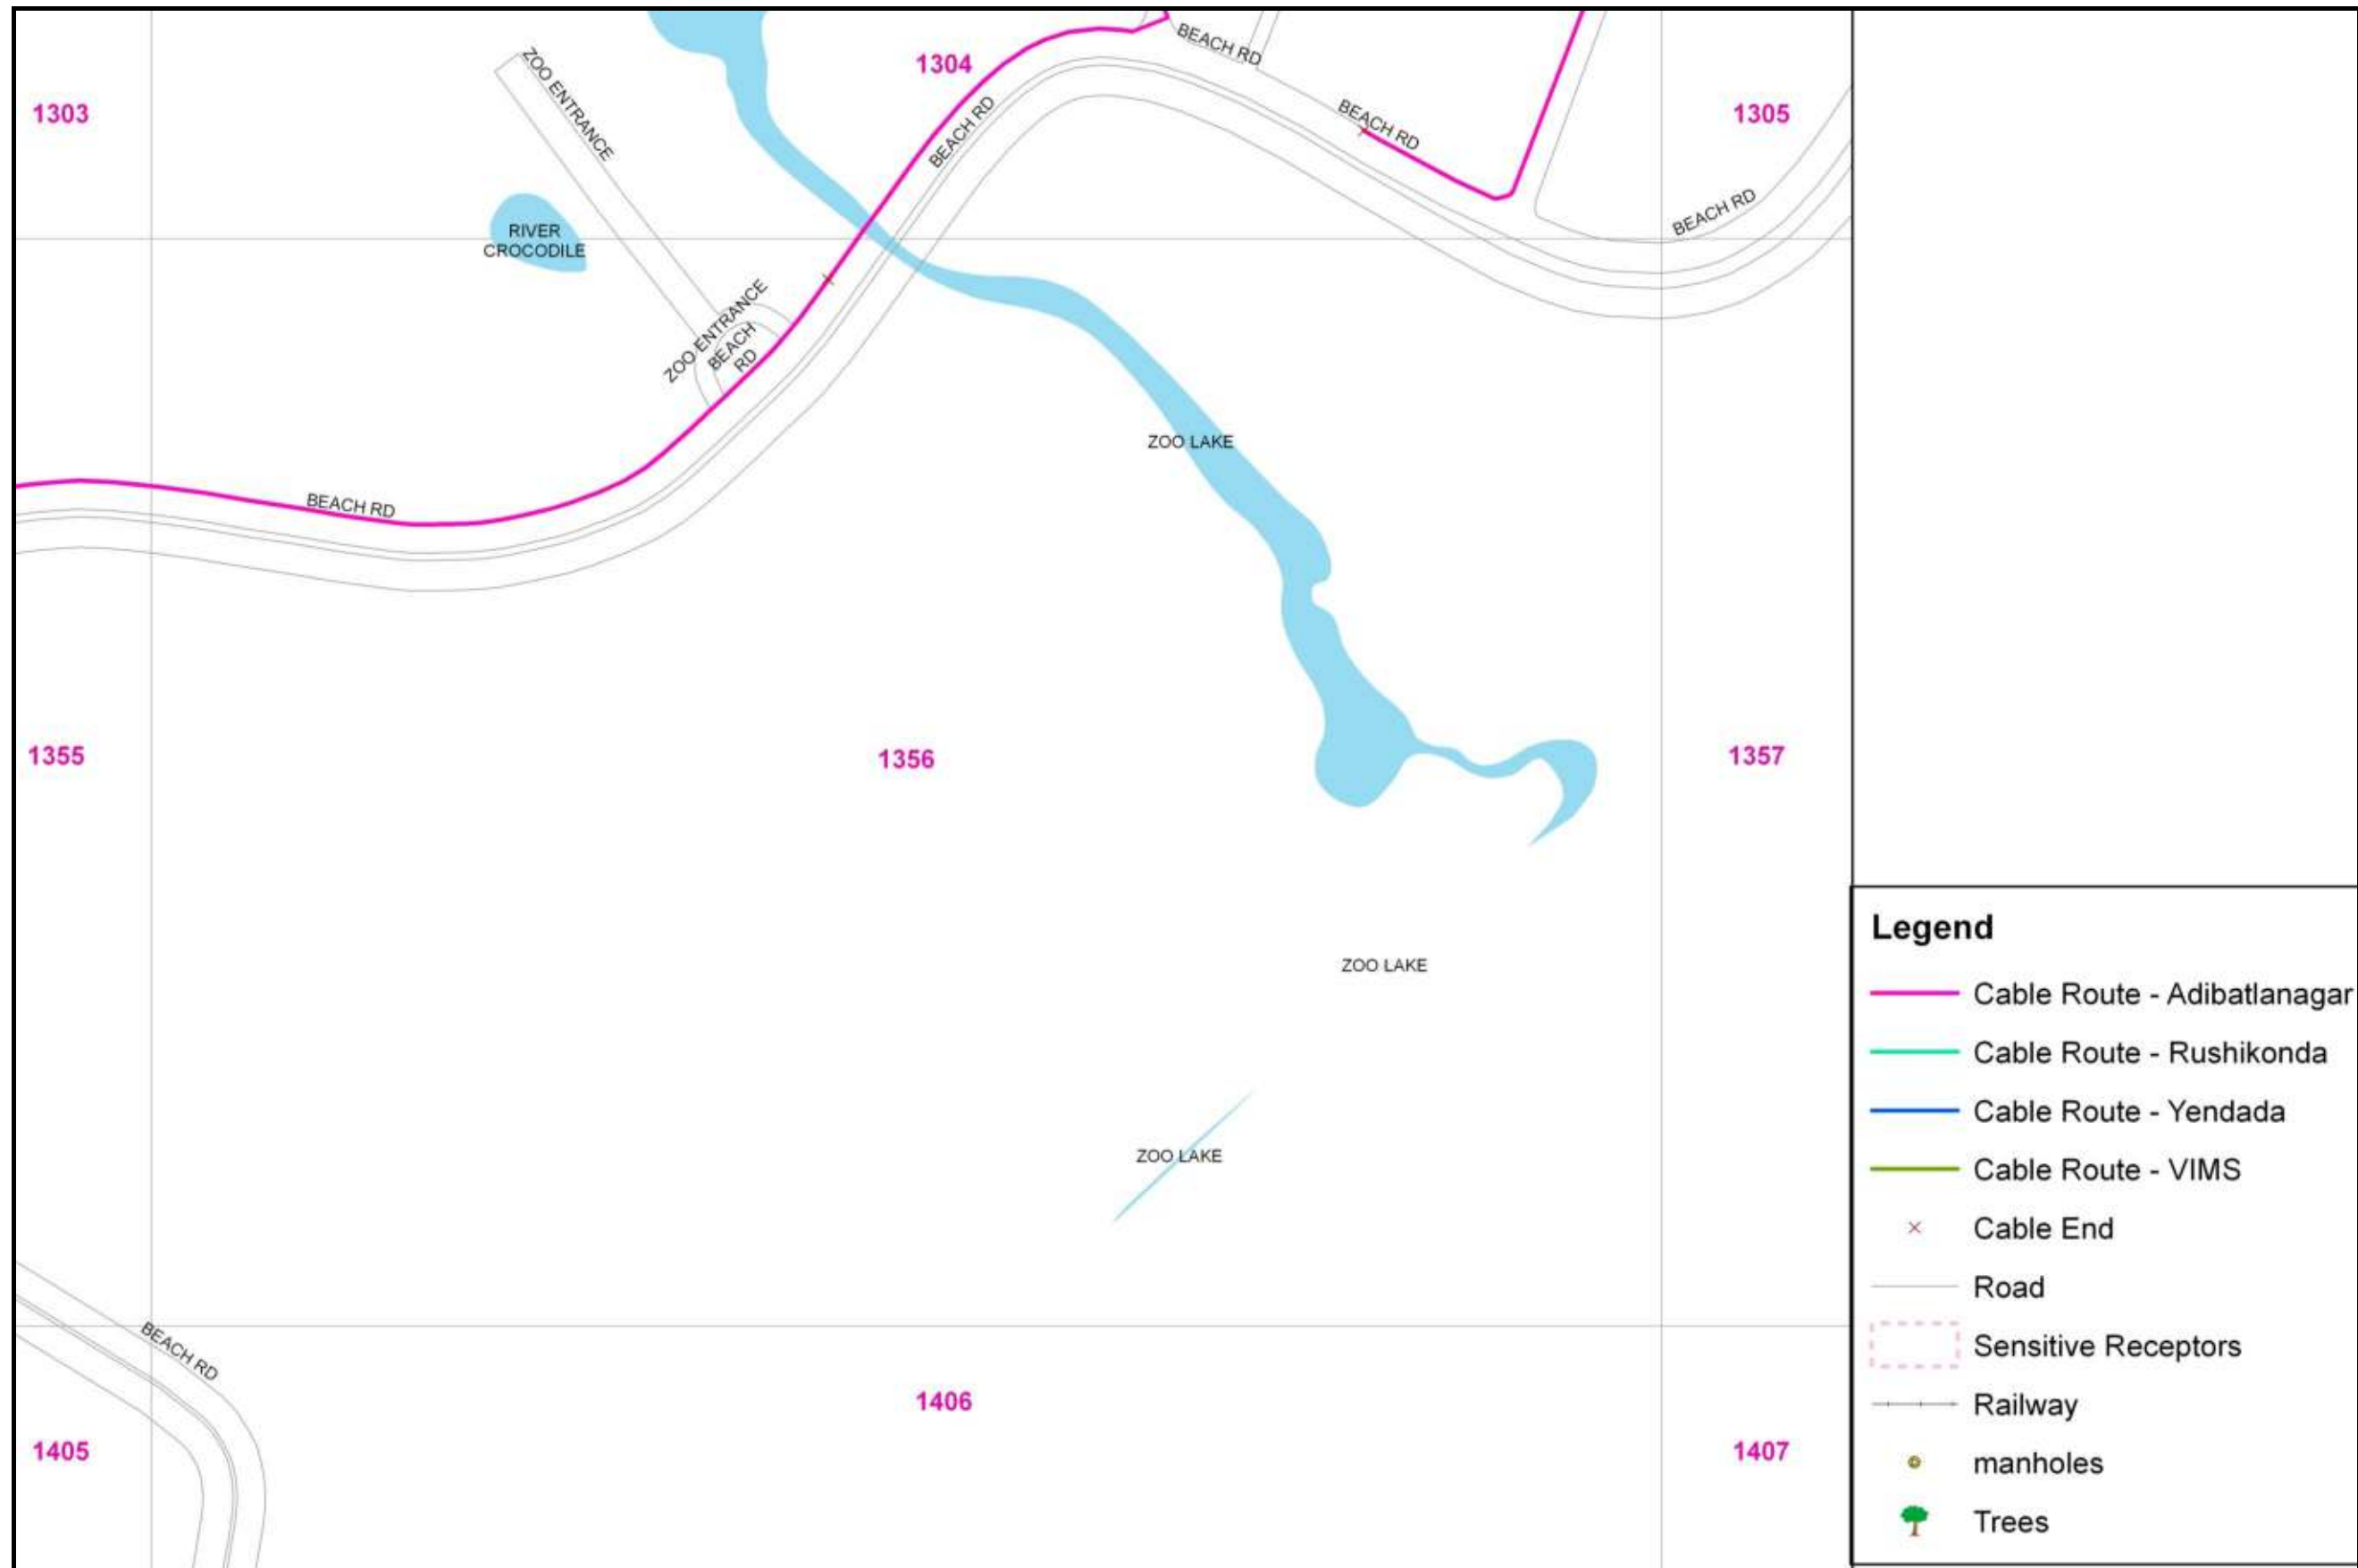 1303
1304
1305
ZOO ENTRANCE
BEACH RD
BEACH RD
BEACH RD
BEACH RD
RIVER
CROCODILE
ZOO ENTRANCE
BEACH
RD
ZOO LAKE
BEACH RD
1355
1356
1357
ZOO LAKE
ZOO LAKE
BEACH RD
1405
1406
1407
Legend
Cable Route - Adibatlanagar
Cable Route - Rushikonda
Cable Route - Yendada
Cable Route - VIMS
Cable End
Road
Sensitive Receptors
Railway
manholes
Trees